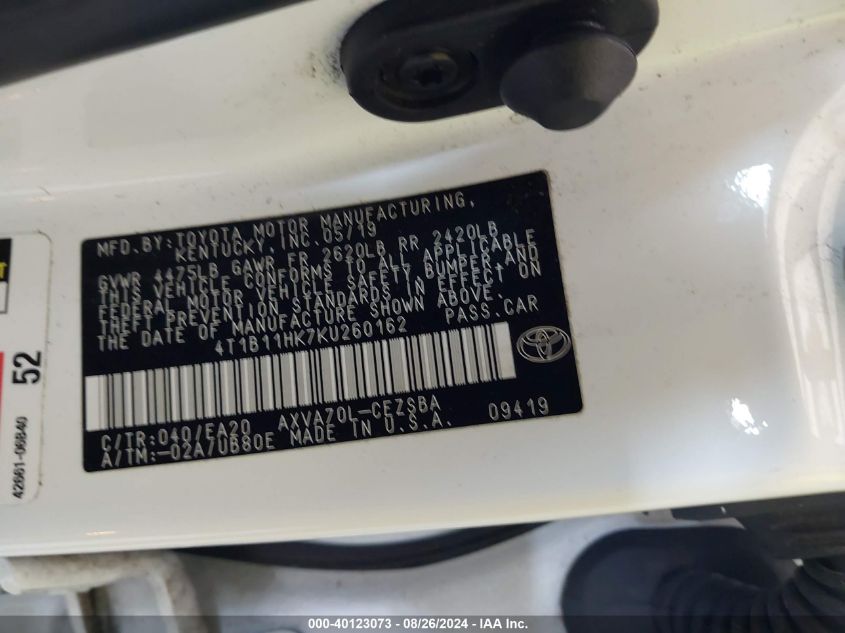 MFD.BY:TOYOTA MOTOR MANUFACTURING,
KENTUCKY,INC.05/19
GVWR 4475LB GAWR FR 2620LB RR 2420LB
THIS VEHICLE CONFORMS TO ALL APPLICABLE
FEDERAL MOTOR VEHICLE SAFETY,BUMPER,AND
THEFT PREVENTION STANDARDS IN EFFECT ON
THE DATE OF MANUFACTURE SHOWN ABOVE.
4T1B11HK7KU260162 PASS.CAR
C/TR:040/EA20 AXVA70L-CEZSBA 09419
A/TM:-02A/UB80E MADE IN U.S.A.
52
42661-06840
000-40123073 - 08/26/2024 - IAA Inc.